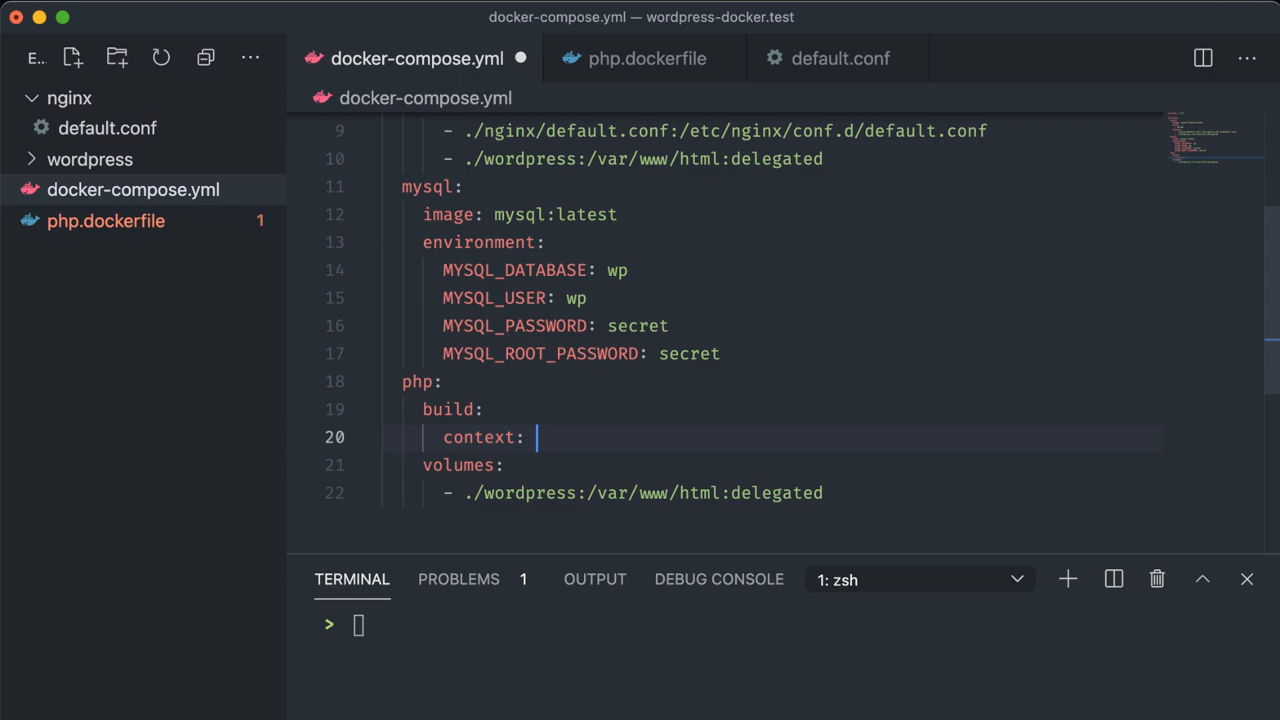 docker-compose.yml — wordpress-docker.test
E...
docker-compose.yml
php.dockerfile
default.conf
nginx
default.conf
wordpress
docker-compose.yml
php.dockerfile 1
docker-compose.yml
9 - ./nginx/default.conf:/etc/nginx/conf.d/default.conf
10 - ./wordpress:/var/www/html:delegated
11 mysql:
12 image: mysql:latest
13 environment:
14 MYSQL_DATABASE: wp
15 MYSQL_USER: wp
16 MYSQL_PASSWORD: secret
17 MYSQL_ROOT_PASSWORD: secret
18 php:
19 build:
20 context:
21 volumes:
22 - ./wordpress:/var/www/html:delegated
TERMINAL PROBLEMS 1 OUTPUT DEBUG CONSOLE 1: zsh
>